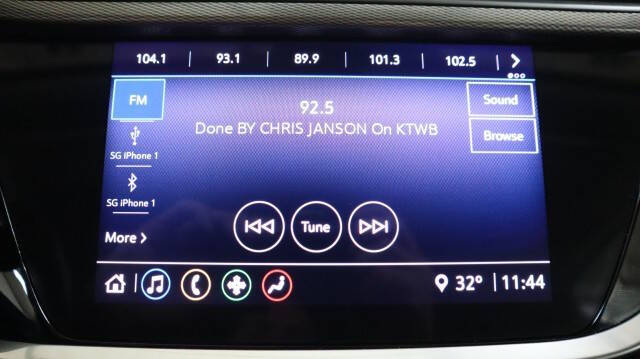 104.1 93.1 89.9 101.3 102.5
FM
92.5
Done BY CHRIS JANSON On KTWB
Sound
Browse
SG iPhone 1
SG iPhone 1
More
Tune
32° 11:44